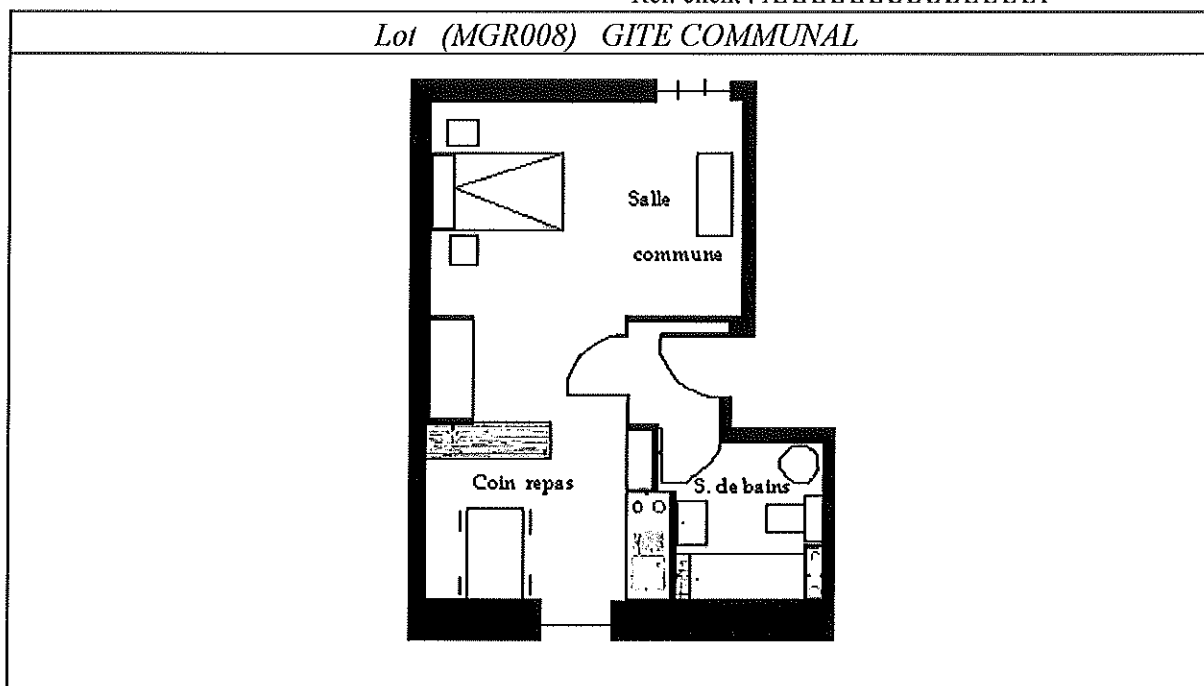 Lot (MGR008) GITE COMMUNAL
Salle
commune
Coin repas
S. de bains